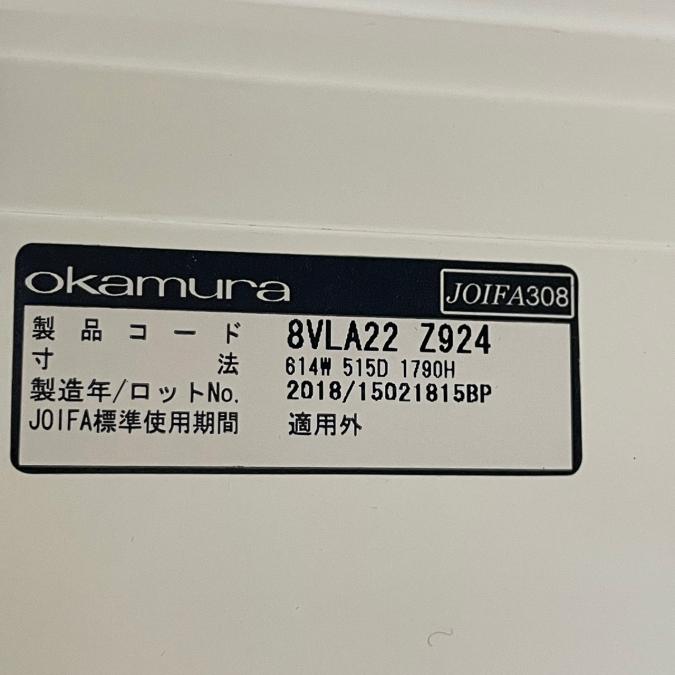 okamura JOIFA308
製品コード 8VLA22 Z924
寸法 614W 515D 1790H
製造年/ロットNo. 2018/15021815BP
JOIFA標準使用期間 適用外